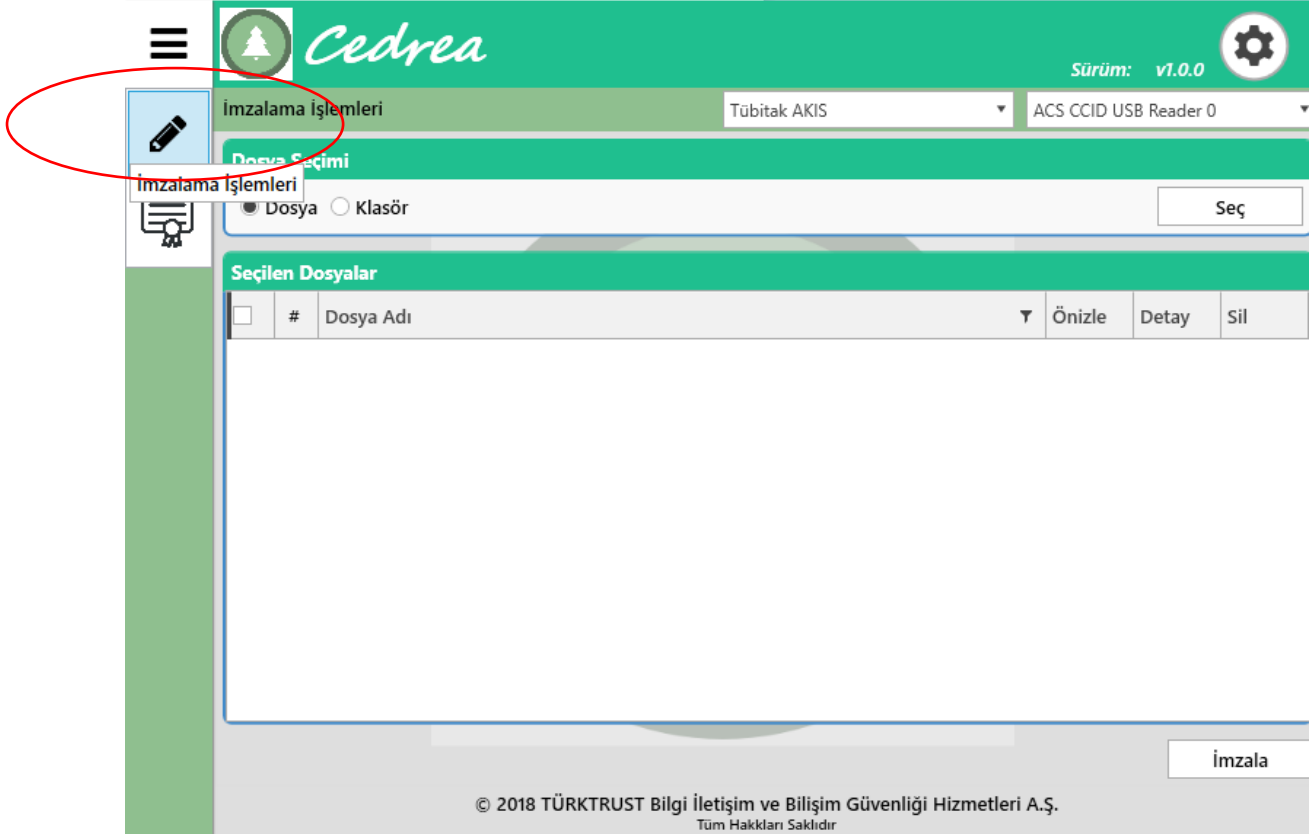 Cedrea
Sürüm: v1.0.0
İmzalama İşlemleri Tübitak AKIS ACS CCID USB Reader 0
Dosya Seçimi
İmzalama İşlemleri
Dosya Klasör Seç
Seçilen Dosyalar
# Dosya Adı Önizle Detay Sil
İmzala
© 2018 TÜRKTRUST Bilgi İletişim ve Bilişim Güvenliği Hizmetleri A.Ş.
Tüm Hakkları Saklıdır